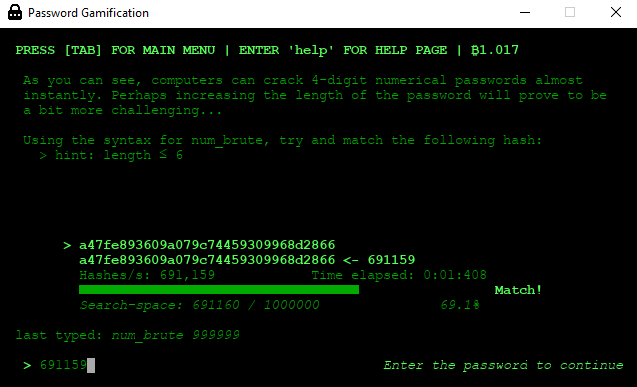 Password Gamification
PRESS [TAB] FOR MAIN MENU | ENTER 'help' FOR HELP PAGE | ₿1.017
As you can see, computers can crack 4-digit numerical passwords almost
instantly. Perhaps increasing the length of the password will prove to be
a bit more challenging...
Using the syntax for num_brute, try and match the following hash:
> hint: length ≤ 6
> a47fe893609a079c74459309968d2866
a47fe893609a079c74459309968d2866 <- 691159
Hashes/s: 691,159 Time elapsed: 0:01:408
Match!
Search-space: 691160 / 1000000 69.1%
last typed: num_brute 999999
> 691159 Enter the password to continue